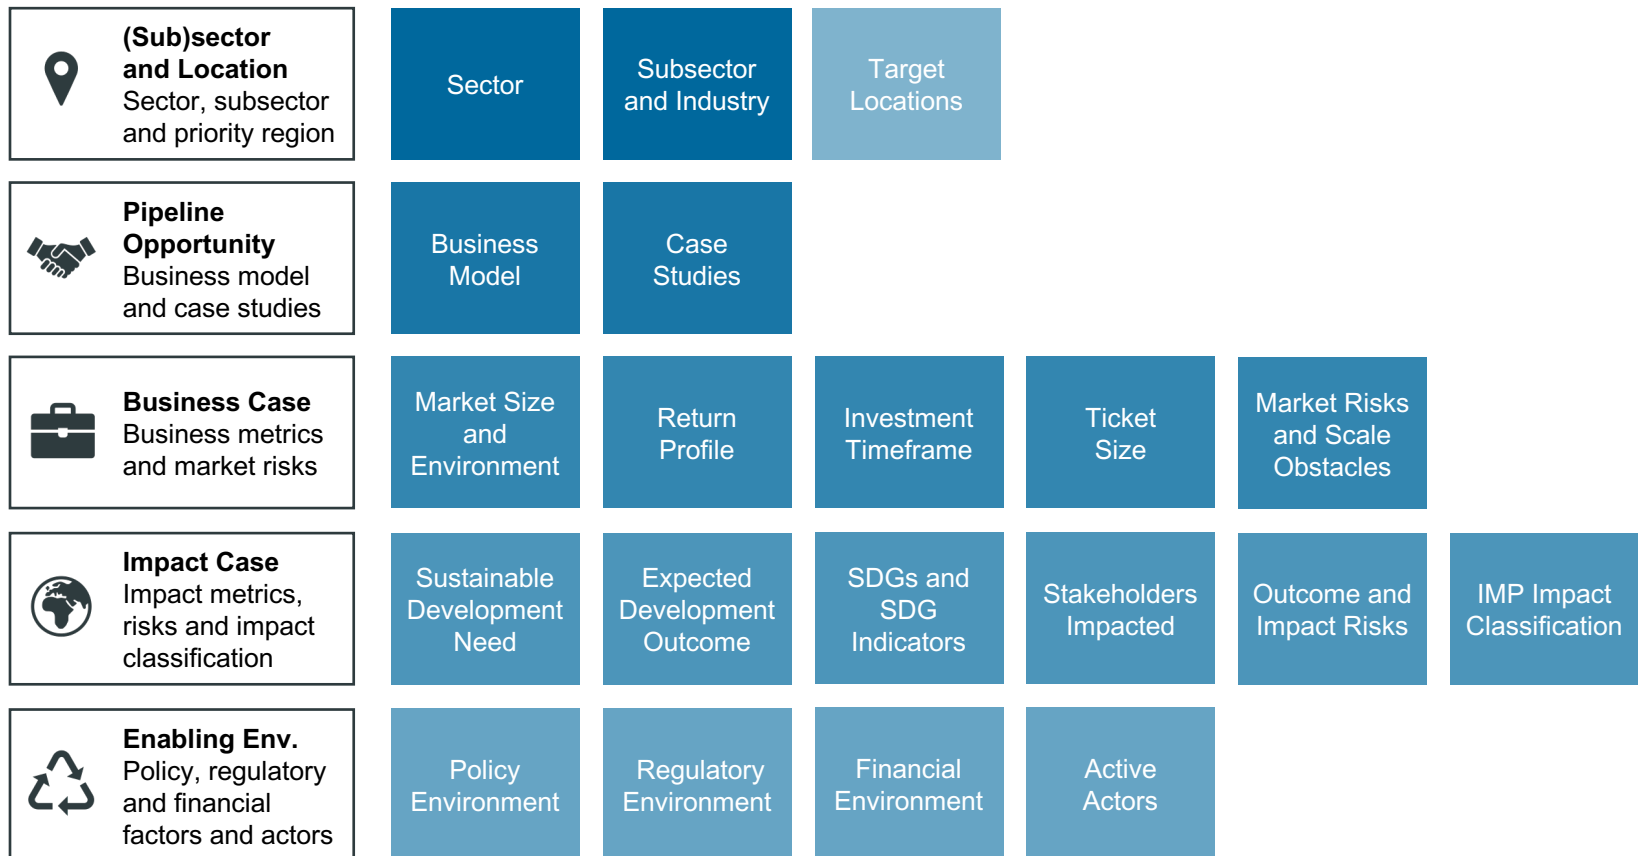 (Sub)sector
and Location
Sector, subsector
and priority region
Sector
Subsector
and Industry
Target
Locations
Pipeline
Opportunity
Business model
and case studies
Business
Model
Case
Studies
Business Case
Business metrics
and market risks
Market Size
and
Environment
Return
Profile
Investment
Timeframe
Ticket
Size
Market Risks
and Scale
Obstacles
Impact Case
Impact metrics,
risks and impact
classification
Sustainable
Development
Need
Expected
Development
Outcome
SDGs and
SDG
Indicators
Stakeholders
Impacted
Outcome and
Impact Risks
IMP Impact
Classification
Enabling Env.
Policy, regulatory
and financial
factors and actors
Policy
Environment
Regulatory
Environment
Financial
Environment
Active
Actors